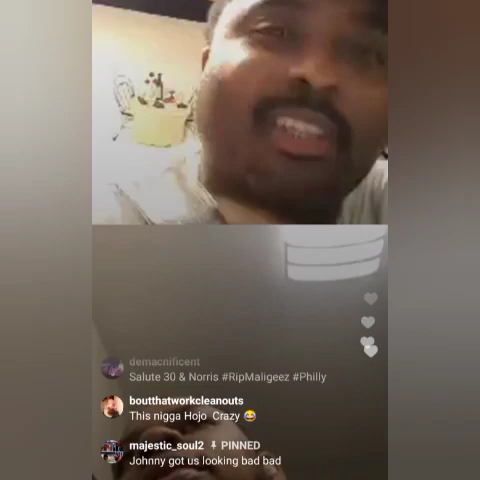 demacnificent
Salute 30 & Norris #RipMaligeez #Philly
boutthatworkcleanouts
This nigga Hojo Crazy 😂
majestic_soul2 PINNED
Johnny got us looking bad bad